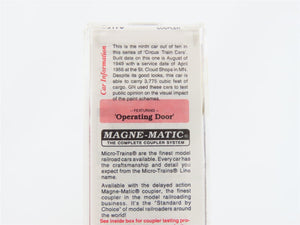 COUPLER
Car Information
This is the ninth car out of ten in
this series of 'Circus Train Cars'.
Built data on this one is August of
1949 with a service date of April
1956 at the St. Cloud Shops in Mn.
Despite its good looks, this car is
able to carry 3,775 cubic feet of
cargo. GN used these cars to test
public opinion on the visual impact
of the paint schemes.
FEATURING
'Operating Door'
MAGNE-MATIC®
THE COMPLETE COUPLER SYSTEM
Micro-Trains® are the finest model
railroad cars available. Every car has
the craftsmanship and detail you
expect from the Micro-Trains® Line
name.
Available with the delayed action
Magne-Matic® coupler, the finest
coupler available in the model
building business. It's the "Standard by
Choice" of model railroaders around
the world!
See inside box for coupler testing pro-